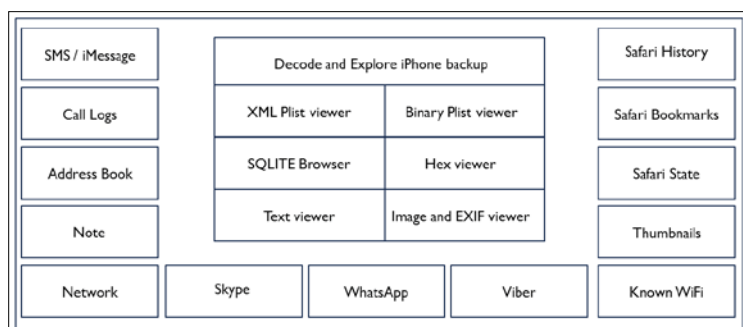 SMS / iMessage
Decode and Explore iPhone backup
Safari History
Call Logs
XML Plist viewer
Binary Plist viewer
Safari Bookmarks
Address Book
SQLITE Browser
Hex viewer
Safari State
Note
Text viewer
Image and EXIF viewer
Thumbnails
Network
Skype
WhatsApp
Viber
Known WiFi